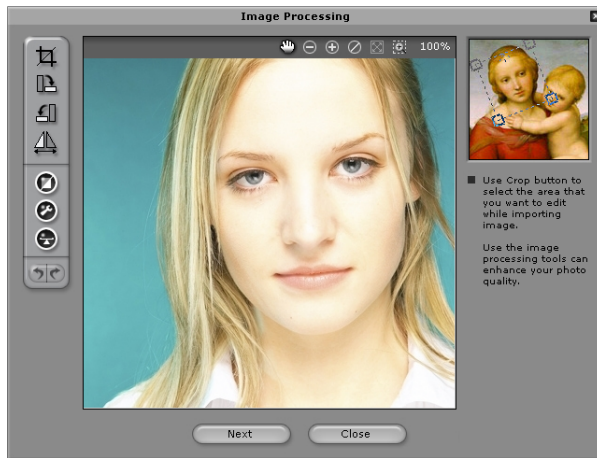 Image Processing
100%
Use Crop button to
select the area that
you want to edit
while importing
image.
Use the image
processing tools can
enhance your photo
quality.
Next
Close